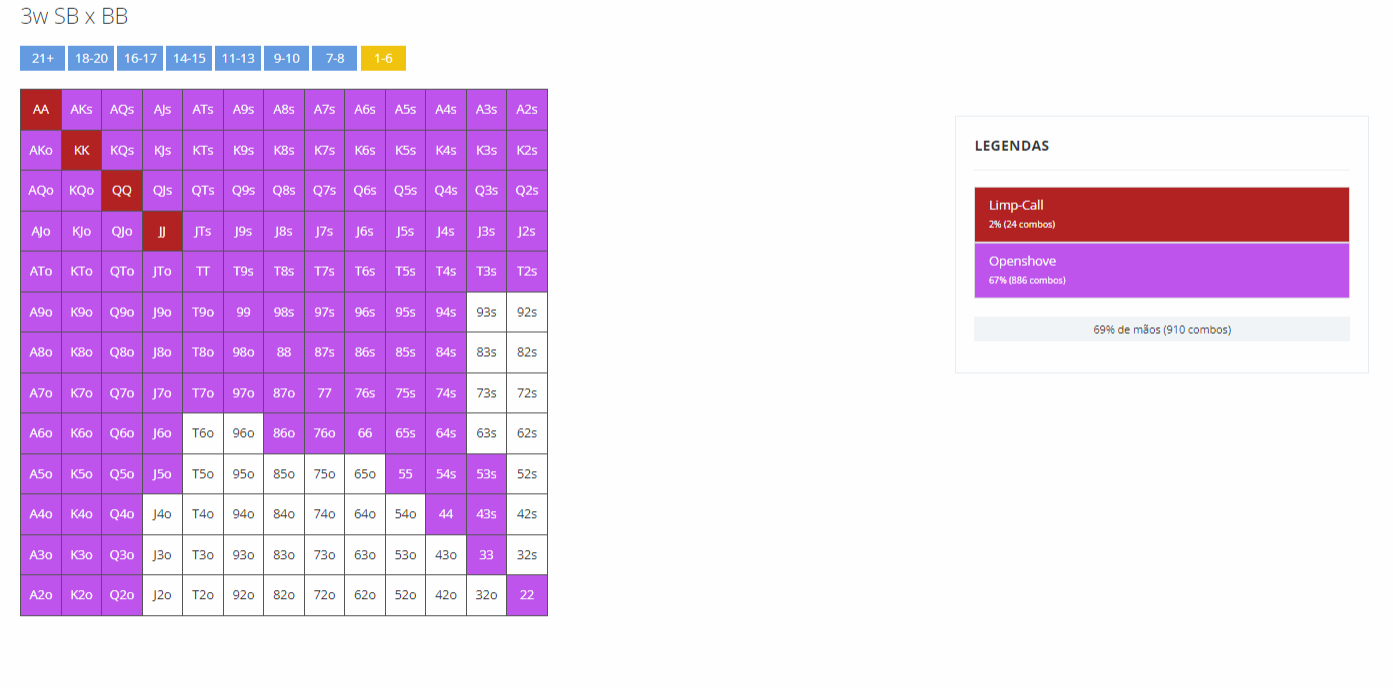 3w SB x BB
21+ 18-20 16-17 14-15 11-13 9-10 7-8 1-6
AA AKs AQs AJs ATs A9s A8s A7s A6s A5s A4s A3s A2s
AKo KK KQs KJs KTs K9s K8s K7s K6s K5s K4s K3s K2s
AQo KQo QQ QJs QTs Q9s Q8s Q7s Q6s Q5s Q4s Q3s Q2s
AJo KJo QJo JJ JTs J9s J8s J7s J6s J5s J4s J3s J2s
ATo KTo QTo JTo TT T9s T8s T7s T6s T5s T4s T3s T2s
A9o K9o Q9o J9o T9o 99 98s 97s 96s 95s 94s 93s 92s
A8o K8o Q8o J8o T8o 98o 88 87s 86s 85s 84s 83s 82s
A7o K7o Q7o J7o T7o 97o 87o 77 76s 75s 74s 73s 72s
A6o K6o Q6o J6o T6o 96o 86o 76o 66 65s 64s 63s 62s
A5o K5o Q5o J5o T5o 95o 85o 75o 65o 55 54s 53s 52s
A4o K4o Q4o J4o T4o 94o 84o 74o 64o 54o 44 43s 42s
A3o K3o Q3o J3o T3o 93o 83o 73o 63o 53o 43o 33 32s
A2o K2o Q2o J2o T2o 92o 82o 72o 62o 52o 42o 32o 22
LEGENDAS
Limp-Call
2% (24 combos)
Openshove
67% (886 combos)
69% de mãos (910 combos)